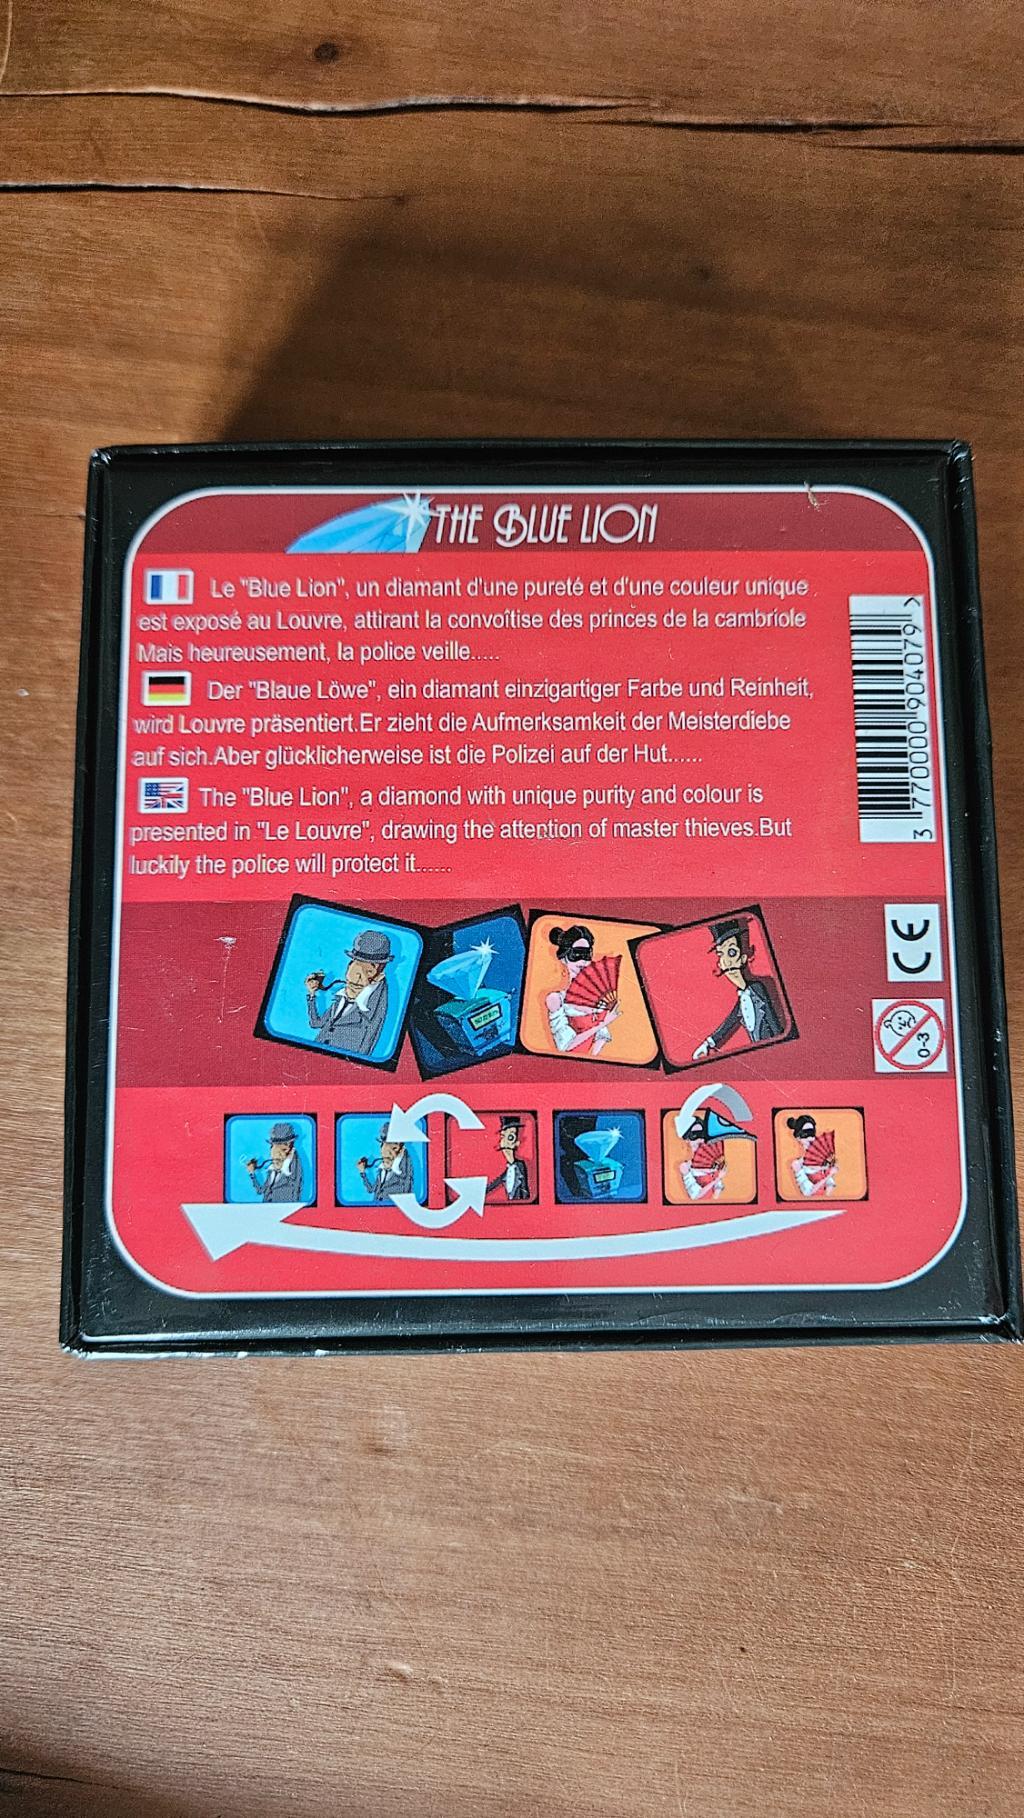 THE BLUE LION
Le "Blue Lion", un diamant d'une pureté et d'une couleur unique
est exposé au Louvre, attirant la convoîtise des princes de la cambriole
Mais heureusement, la police veille.....
Der "Blaue Löwe", ein diamant einzigartiger Farbe und Reinheit,
wird Louvre präsentiert.Er zieht die Aufmerksamkeit der Meisterdiebe
auf sich.Aber glücklicherweise ist die Polizei auf der Hut......
The "Blue Lion", a diamond with unique purity and colour is
presented in "Le Louvre", drawing the attention of master thieves.But
luckily the police will protect it......
3 770000 904079 >
CE
0-3